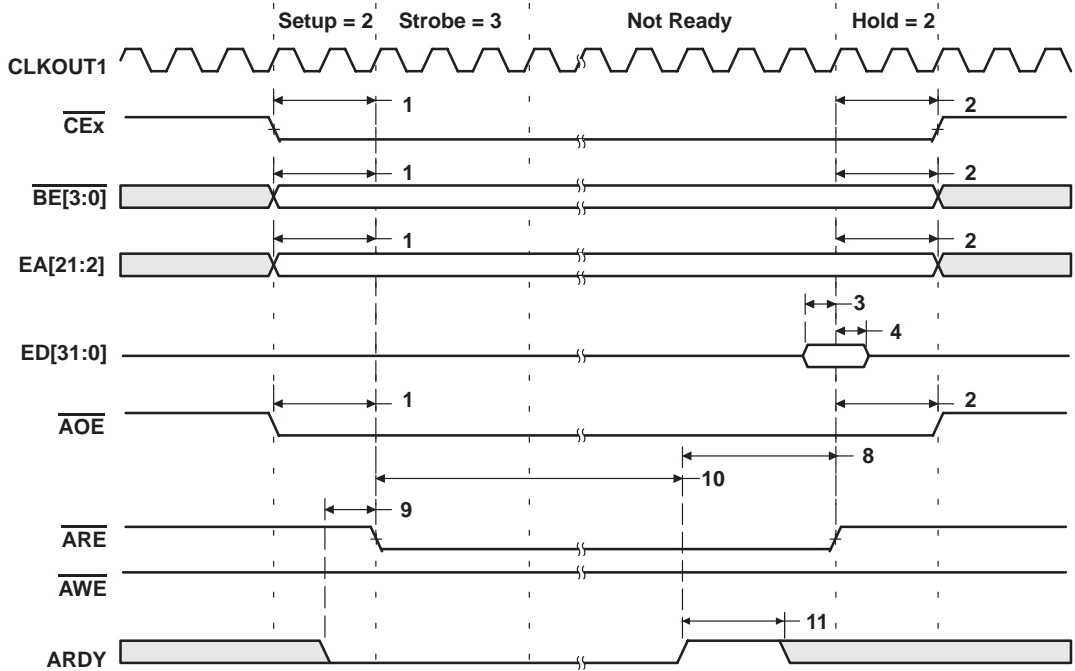 Setup = 2 Strobe = 3 Not Ready Hold = 2
CLKOUT1
1 2
CEx
1 2
BE[3:0]
1 2
EA[21:2]
3
4
ED[31:0]
1 2
AOE
8
10
9
ARE
AWE
11
ARDY